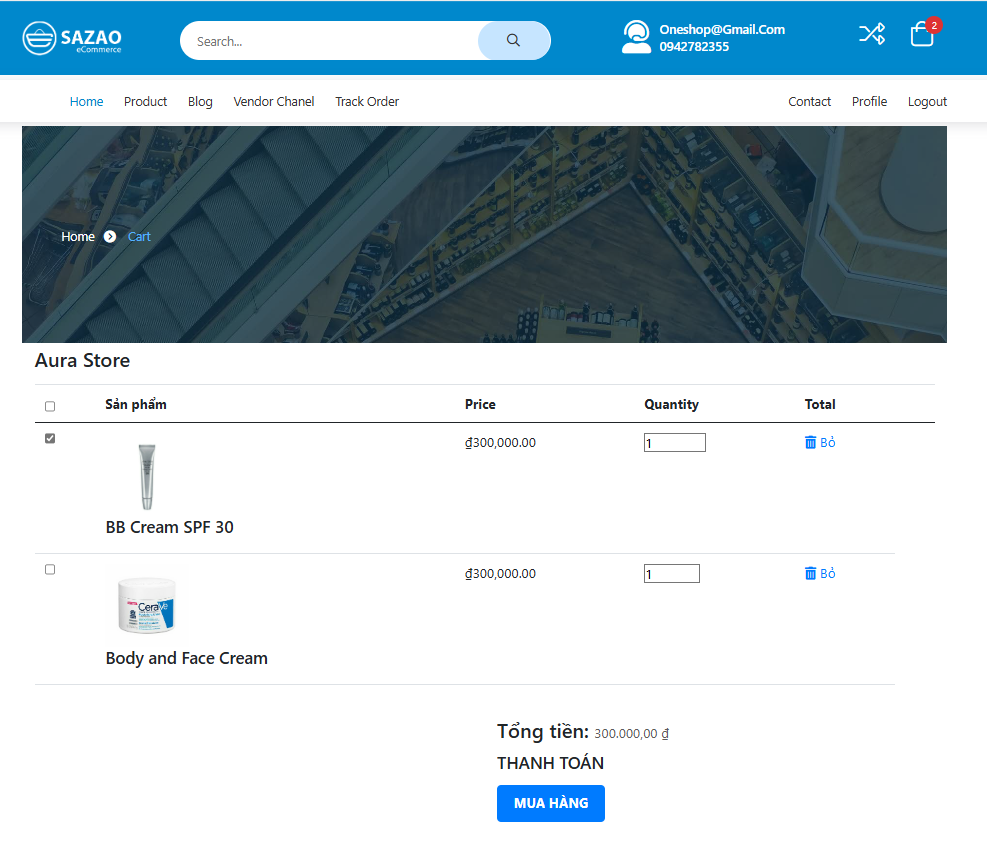 SAZAO
eCommerce
Search...
Oneshop@Gmail.Com
0942782355
2
Home Product Blog Vendor Chanel Track Order Contact Profile Logout
Home Cart
Aura Store
Sản phẩm Price Quantity Total
₫300,000.00 1 Bỏ
BB Cream SPF 30
₫300,000.00 1 Bỏ
CeraVe
Body and Face Cream
Tổng tiền: 300.000,00 ₫
THANH TOÁN
MUA HÀNG